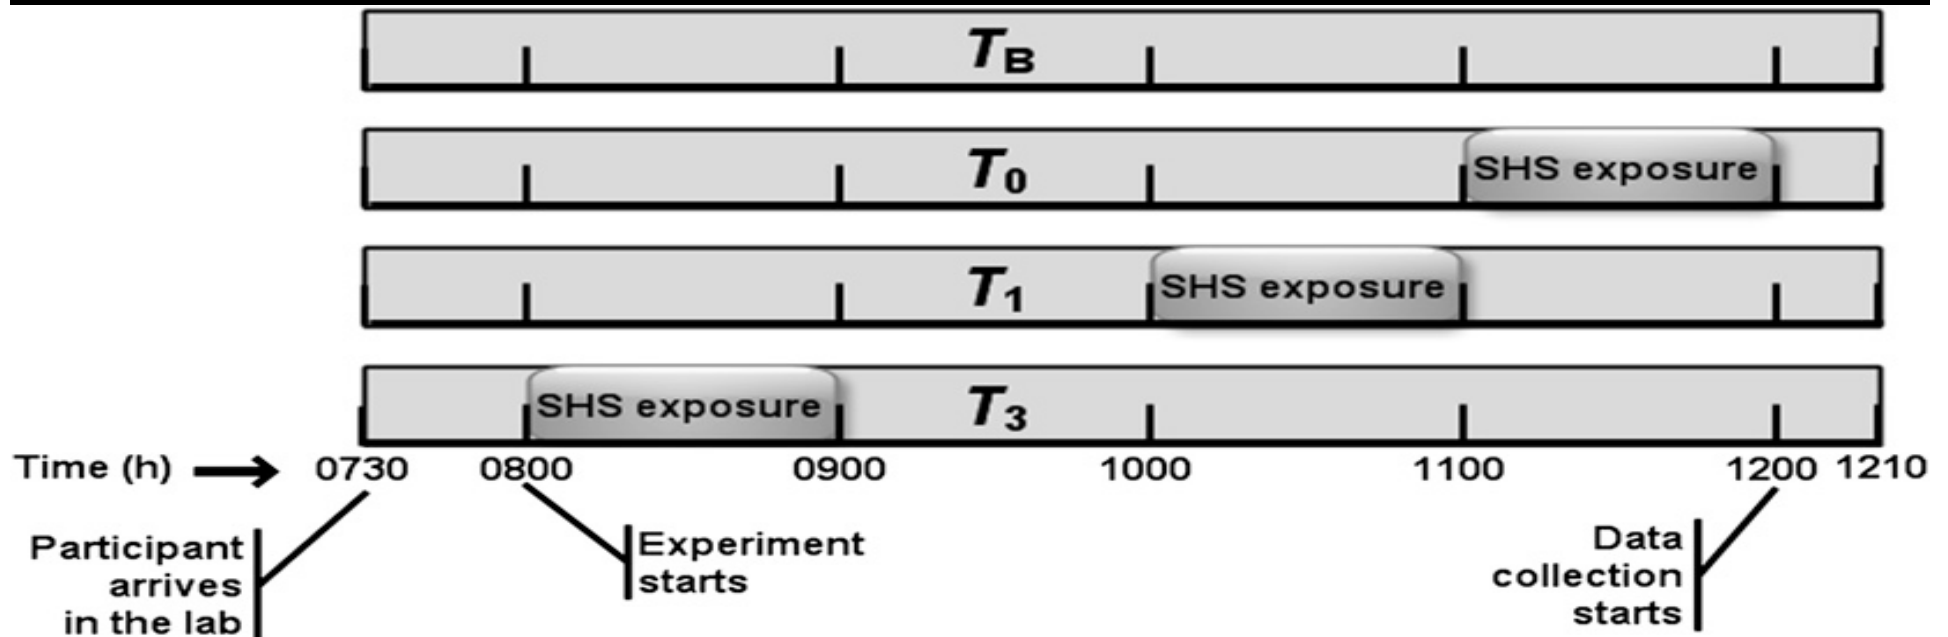 TB
T0
SHS exposure
T1
SHS exposure
SHS exposure
T3
Time (h)
0730
0800
0900
1000
1100
1200
1210
Participant
arrives
in the lab
Experiment
starts
Data
collection
starts